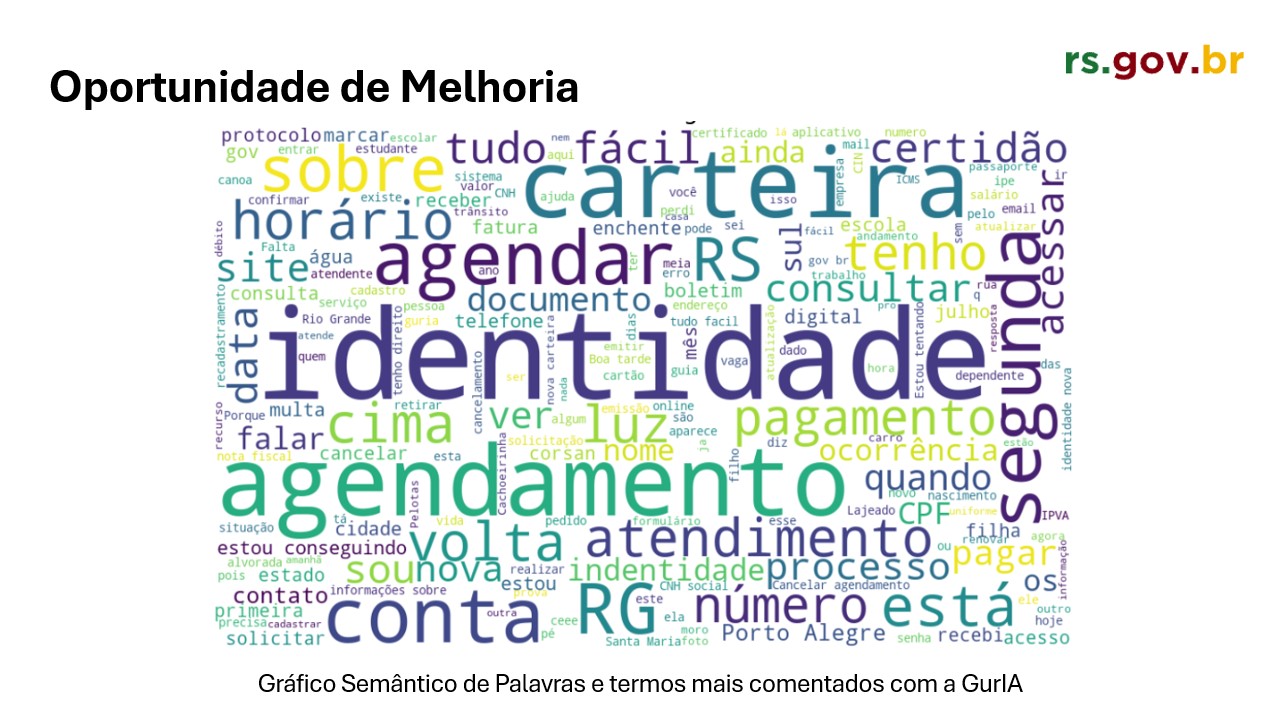 rs.gov.br
Oportunidade de Melhoria
protocolo marcar escolar tudo fácil nem certificado là aplicativo numero
gov entrar estudante sobre aqui ainda mail CIN certidão
canoa sistema valor CNH carteira empresa ICMS passaporte ipe ir
confirmar existe receber ajuda você isso salário
horário trânsito perdi casa pelo email
débito fatura enchente pode sei fácil escola sem atualizar
Falta água agendar meia RS sul andamento tenho acessar
site atendente ano ter erro gov br trabalho rua
consulta cadastro documento boletim consultar q
recadastramento serviço pessoa endereço pro julho
data Rio Grande tenho direito guria telefone dias tudo facil digital resposta segunda
atende identidade emitir mês atualização
quem nova carteira Boa tarde vaga dado Estou tentando das
cancelamento ser nada cartão guia hora dependente
recurso Porque multa retirar ver algum emissão online pagamento identidade nova
falar cima luz são aparece carro
nota fiscal cancelar esta solicitação corsan nome ja diz ocorrência estão
agendamento Cachoeirinha filho quando
Pelotas novo nascimento
situação tá cidade vida pedido formulário esse Lajeado CPF uniforme IPVA
estou conseguindo volta atendimento filha renovar agora
alvorada amanhã ou pagar
pois estado sou nova realizar indentidade processo informação
contato informações sobre estou CNH social Cancelar agendamento os
primeira conta prova RG este número está ele outro
precisa cadastrar outra ceee ela hoje
solicitar pé Santa Maria moro foto Porto Alegre senha recebi acesso
Gráfico Semântico de Palavras e termos mais comentados com a GurIA